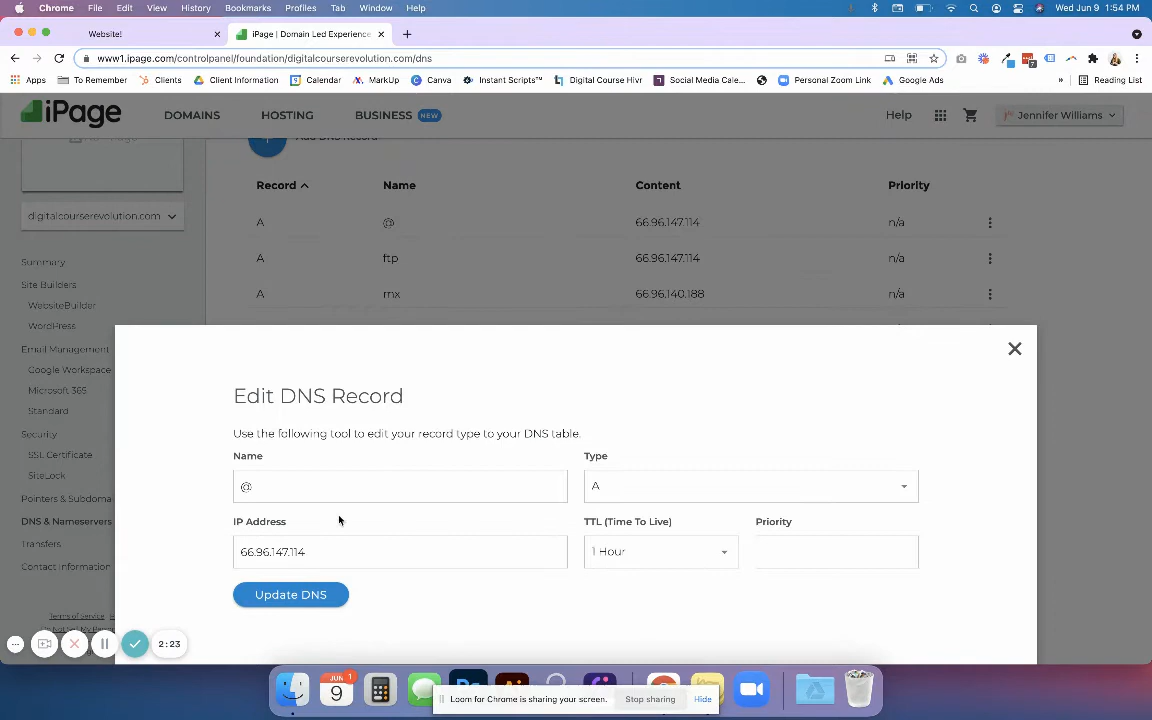 Chrome File Edit View History Bookmarks Profiles Tab Window Help Wed Jun 9 1:54 PM
Website! iPage | Domain Led Experience
www1.ipage.com/controlpanel/foundation/digitalcourserevolution.com/dns
Apps To Remember Clients Client Information Calendar MarkUp Canva Instant Scripts™ Digital Course Hivr Social Media Cale... Personal Zoom Link Google Ads » Reading List
iPage DOMAINS HOSTING BUSINESS NEW Help Jennifer Williams
Add DNS Record
Record Name Content Priority
digitalcourserevolution.com
A @ 66.96.147.114 n/a
A ftp 66.96.147.114 n/a
A mx 66.96.140.188 n/a
Summary
Site Builders
WebsiteBuilder
WordPress
Email Management
Google Workspace
Microsoft 365
Standard
Security
SSL Certificate
SiteLock
Pointers & Subdoma
DNS & Nameservers
Transfers
Contact Information
Terms of Service
Edit DNS Record
Use the following tool to edit your record type to your DNS table.
Name Type
@ A
IP Address TTL (Time To Live) Priority
66.96.147.114 1 Hour
Update DNS
2:23
JUN 1
9
Loom for Chrome is sharing your screen. Stop sharing Hide